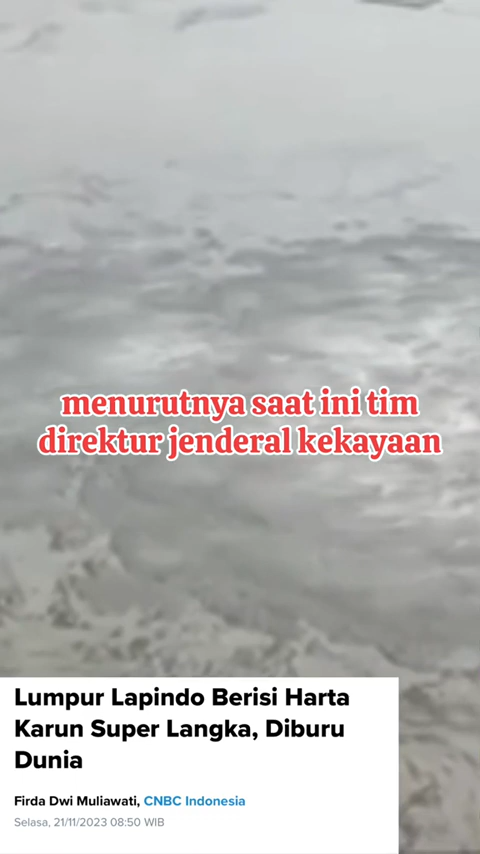 menurutnya saat ini tim
direktur jenderal kekayaan
Lumpur Lapindo Berisi Harta
Karun Super Langka, Diburu
Dunia
Firda Dwi Muliawati, CNBC Indonesia
Selasa, 21/11/2023 08:50 WIB